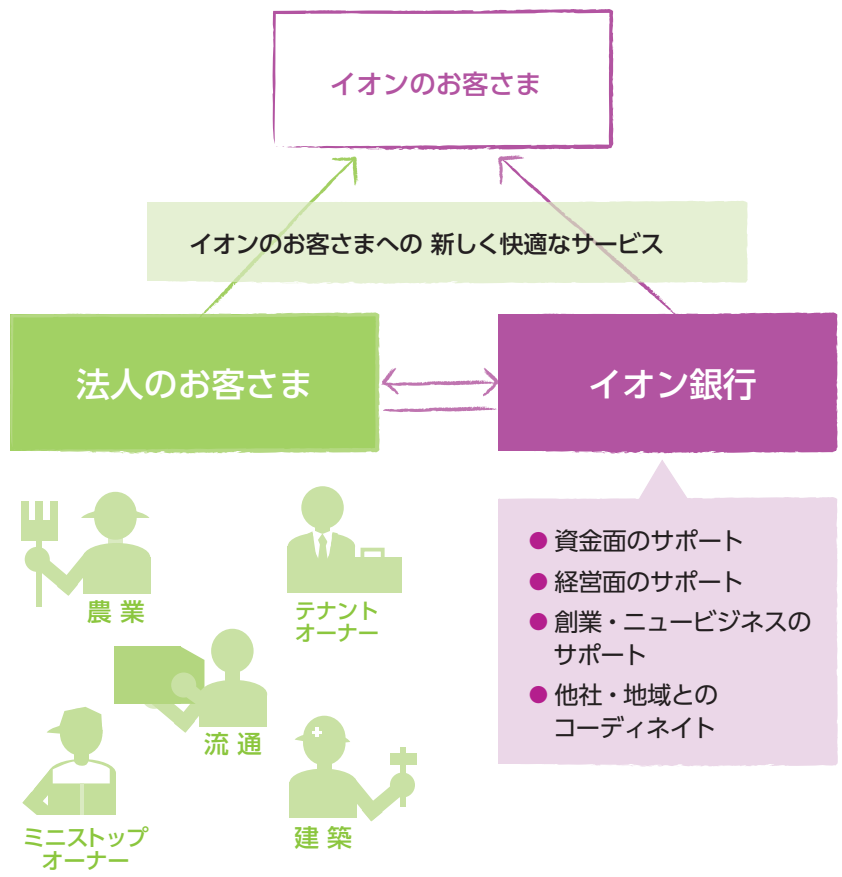 イオンのお客さま
イオンのお客さまへの 新しく快適なサービス
法人のお客さま
イオン銀行
農 業
テナント
オーナー
流 通
ミニストップ
オーナー
建 築
● 資金面のサポート
● 経営面のサポート
● 創業・ニュービジネスの
サポート
● 他社・地域との
コーディネイト